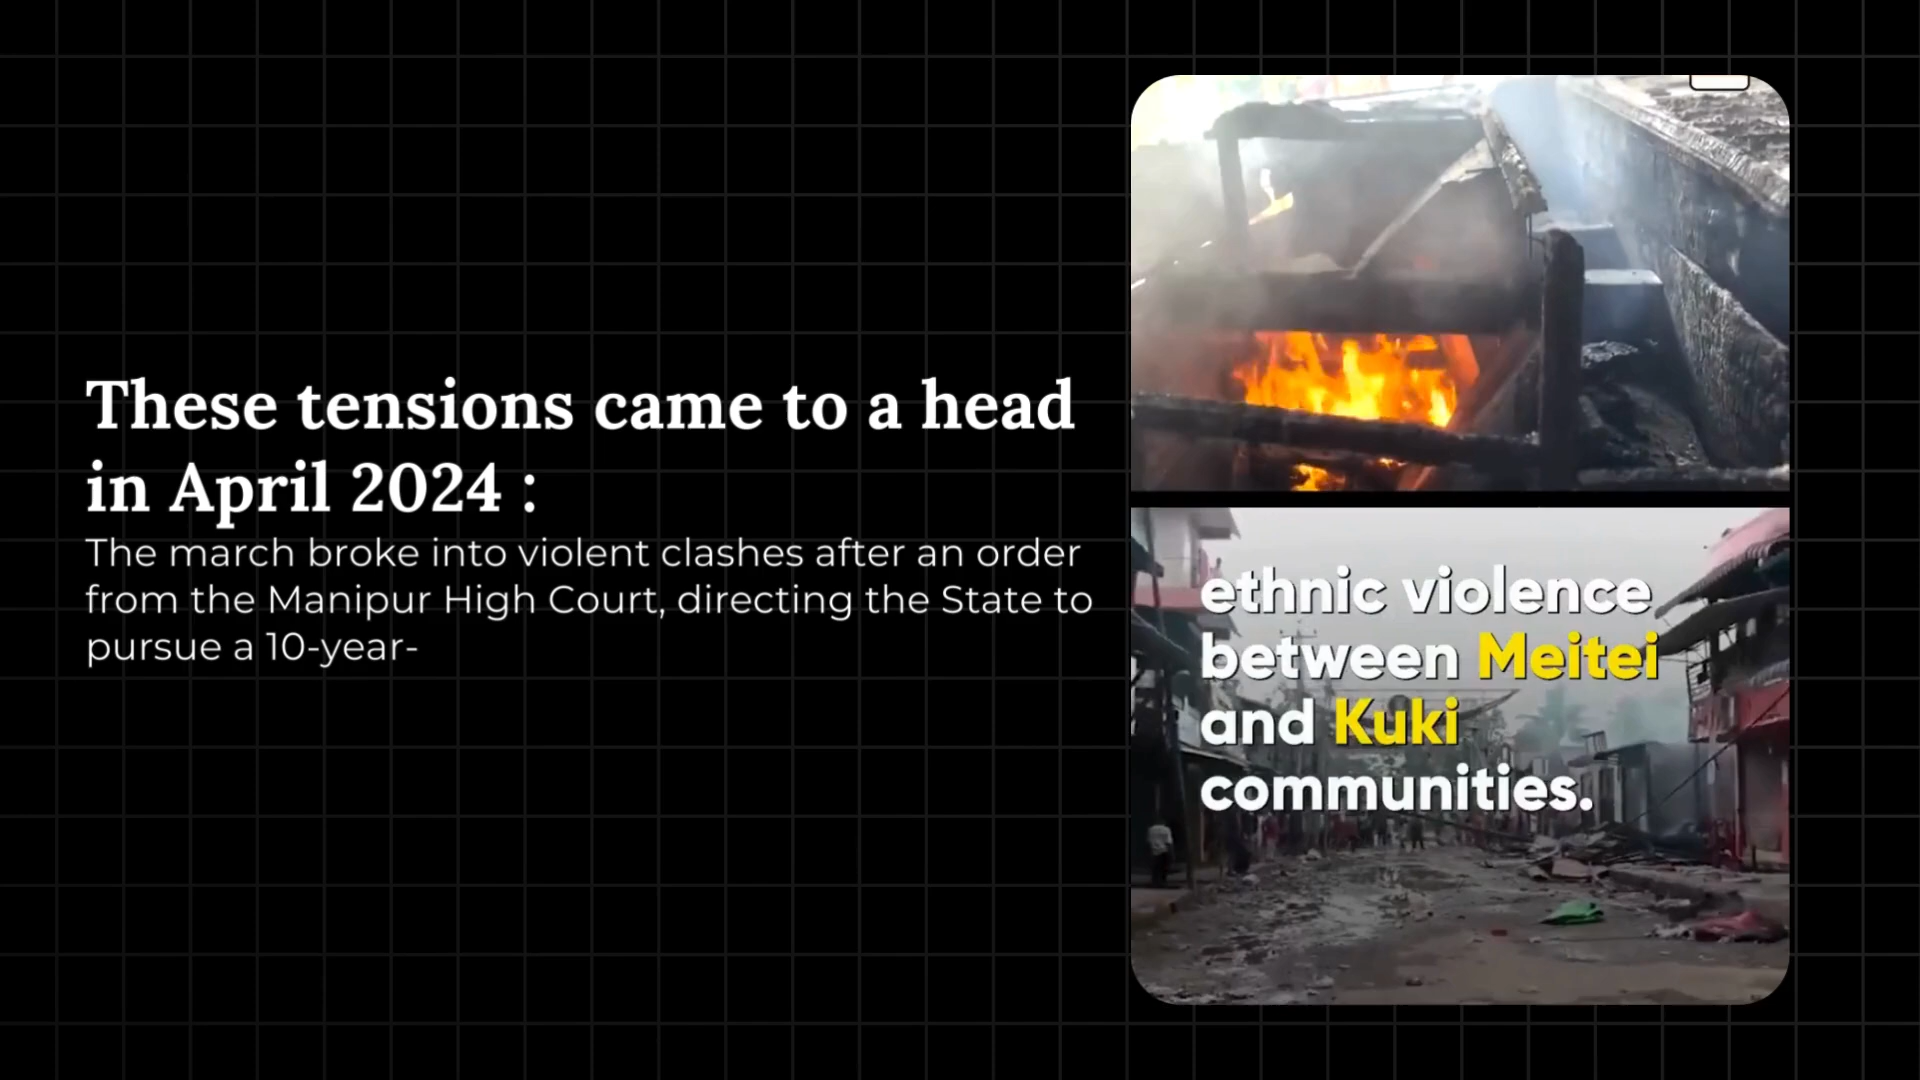 These tensions came to a head
in April 2024 :
The march broke into violent clashes after an order
from the Manipur High Court, directing the State to
pursue a 10-year-
ethnic violence
between Meitei
and Kuki
communities.